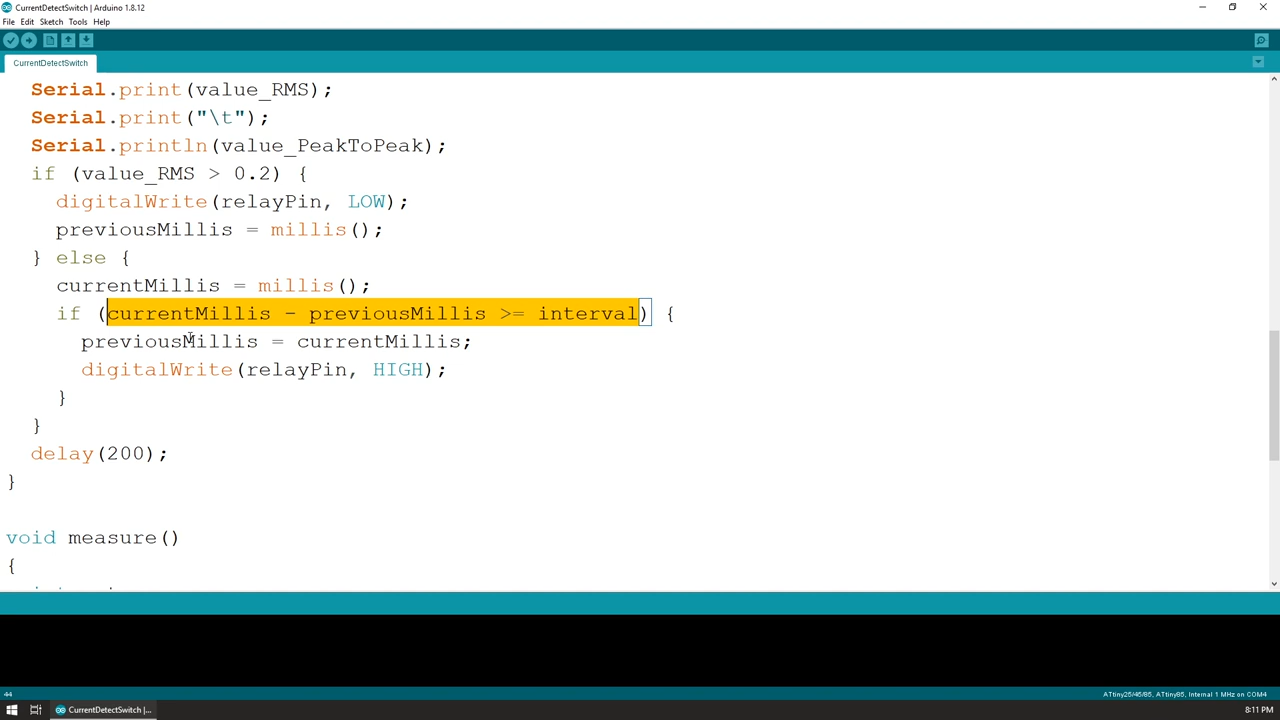 CurrentDetectSwitch | Arduino 1.8.12
File Edit Sketch Tools Help
CurrentDetectSwitch
Serial.print(value_RMS);
Serial.print("\t");
Serial.println(value_PeakToPeak);
if (value_RMS > 0.2) {
digitalWrite(relayPin, LOW);
previousMillis = millis();
} else {
currentMillis = millis();
if (currentMillis - previousMillis >= interval) {
previousMillis = currentMillis;
digitalWrite(relayPin, HIGH);
}
}
delay(200);
}
void measure()
{
44
ATtiny25/45/85, ATtiny85, Internal 1 MHz on COM4
CurrentDetectSwitch |...
8:11 PM